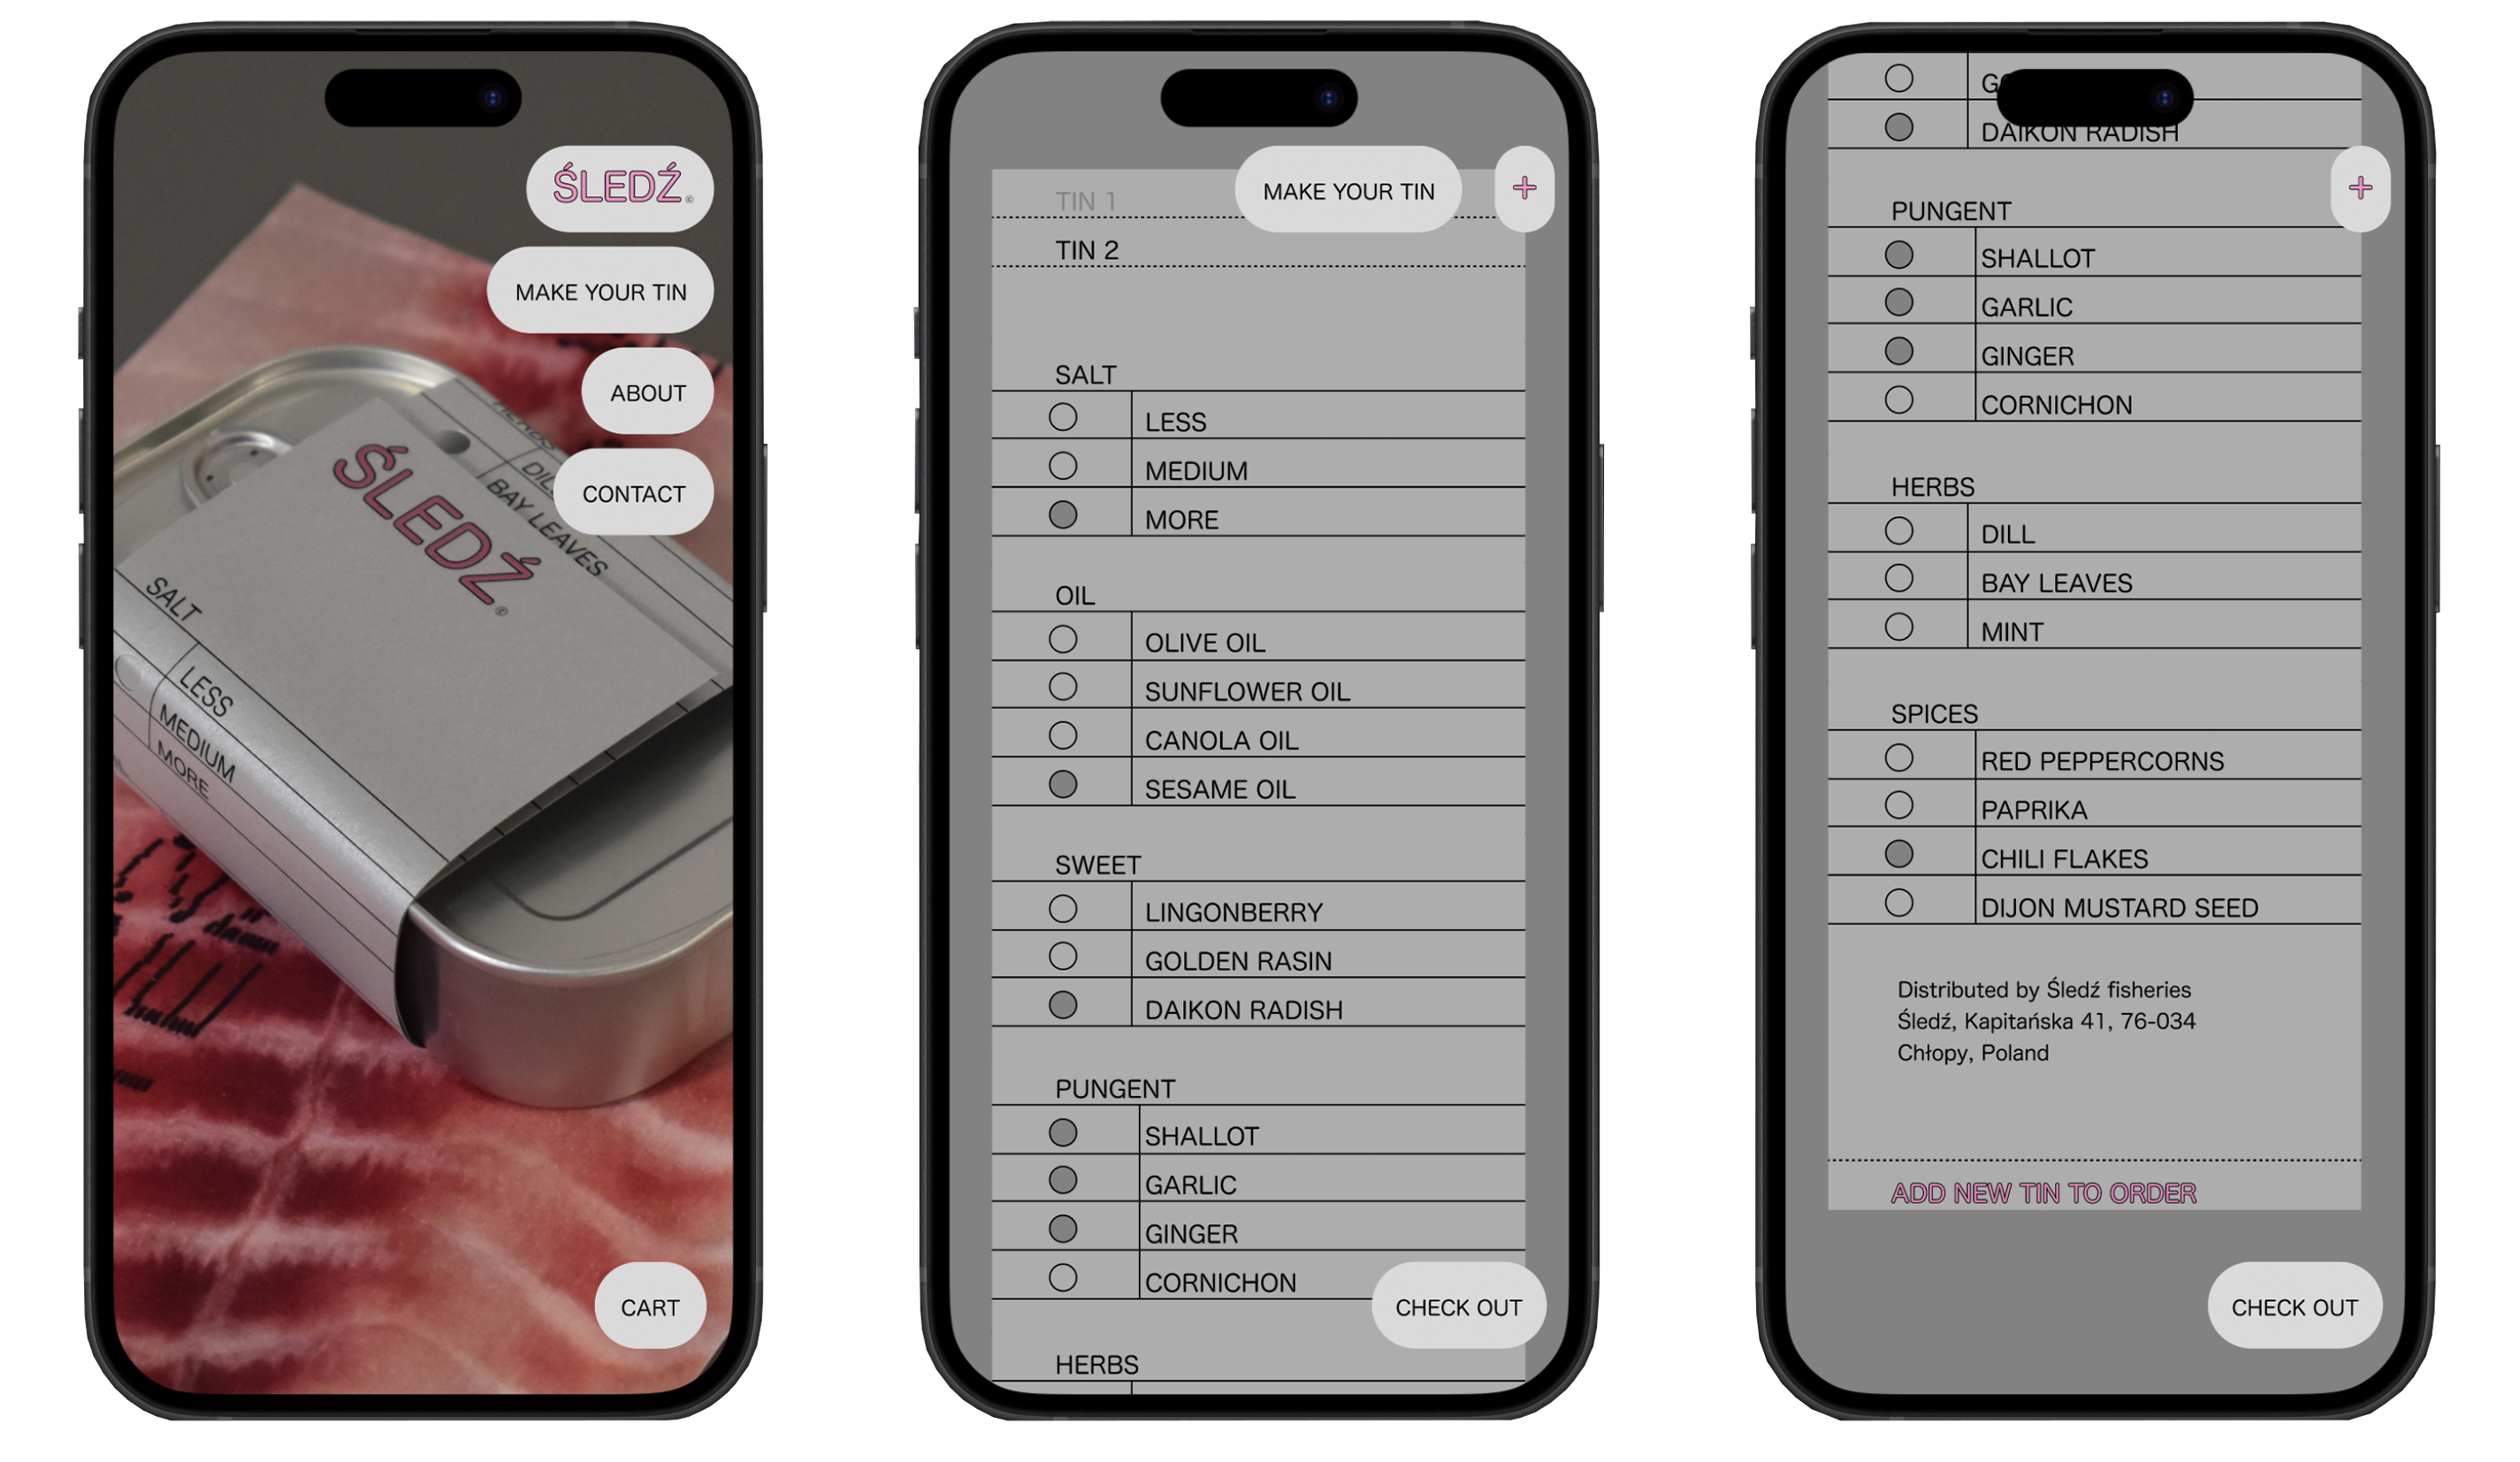 ŚLEDŹ©
MAKE YOUR TIN
ABOUT
CONTACT
HERBS
DILL
BAY LEAVES
ŚLEDŹ©
SALT
LESS
MEDIUM
MORE
CART
MAKE YOUR TIN
+
TIN 1
TIN 2
SALT
LESS
MEDIUM
MORE
OIL
OLIVE OIL
SUNFLOWER OIL
CANOLA OIL
SESAME OIL
SWEET
LINGONBERRY
GOLDEN RASIN
DAIKON RADISH
PUNGENT
SHALLOT
GARLIC
GINGER
CORNICHON
CHECK OUT
HERBS
DAIKON RADISH
+
PUNGENT
SHALLOT
GARLIC
GINGER
CORNICHON
HERBS
DILL
BAY LEAVES
MINT
SPICES
RED PEPPERCORNS
PAPRIKA
CHILI FLAKES
DIJON MUSTARD SEED
Distributed by Śledź fisheries
Śledź, Kapitańska 41, 76-034
Chłopy, Poland
ADD NEW TIN TO ORDER
CHECK OUT